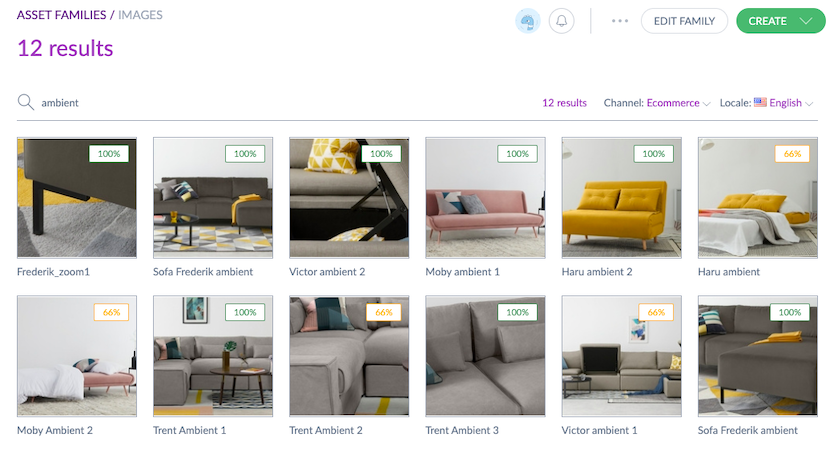 ASSET FAMILIES / IMAGES
EDIT FAMILY
CREATE
12 results
ambient
12 results
Channel: Ecommerce
Locale: English
100%
100%
100%
100%
100%
66%
Frederik_zoom1
Sofa Frederik ambient
Victor ambient 2
Moby ambient 1
Haru ambient 2
Haru ambient
66%
100%
66%
100%
66%
100%
Moby Ambient 2
Trent Ambient 1
Trent Ambient 2
Trent Ambient 3
Victor ambient 1
Sofa Frederik ambient